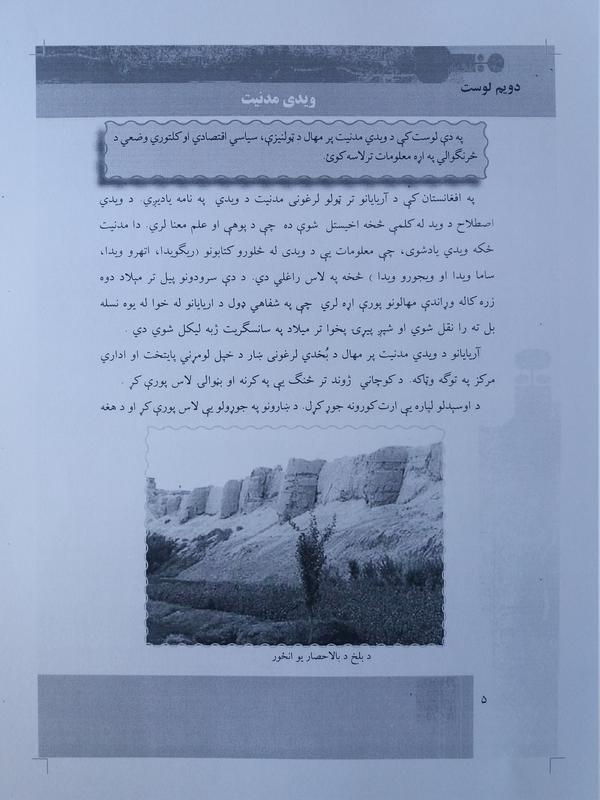 دویم لوست
ویدی مدنیت
په دې لوست کې د ویدي مدنیت پر مهال د ټولنیزې، سیاسي اقتصادي او کلتوري وضعې د
څرنګوالي په اړه معلومات ترلاسه کوئ.
په افغانستان کې د آریایانو تر ټولو لرغونی مدنیت د ویدي په نامه یادیږي. د ویدي
اصطلاح د وید له کلمې څخه اخیستل شوې ده چې د پوهې او علم معنا لري. دا مدنیت
ځکه ویدي یادشوی، چې معلومات یې د ویدی له څلورو کتابونو (ریګویدا، اتهرو ویدا،
ساما ویدا او ویجورو ویدا ) څخه په لاس راغلي دي. د دې سرودونو پیل تر میلاد دوه
زره کاله وړاندې مهالونو پورې اړه لري چې په شفاهي ډول د اریایانو له خوا له یوه نسله
بل ته را نقل شوي او شپږ پیړۍ پخوا تر میلاد په سانسګریت ژبه لیکل شوي دي .
آریایانو د ویدي مدنیت پر مهال د بُخدي لرغونی ښار د خپل لومړني پایتخت او اداري
مرکز په توګه وټاکه. د کوچاني ژوند تر څنګ یې په کرنه او بڼوالی لاس پورې کړ .
د اوسېدلو لپاره یې ارت کورونه جوړ کړل. د ښارونو په جوړولو یې لاس پورې کړ او د هغه
د بلخ د بالاحصار یو انځور
۵